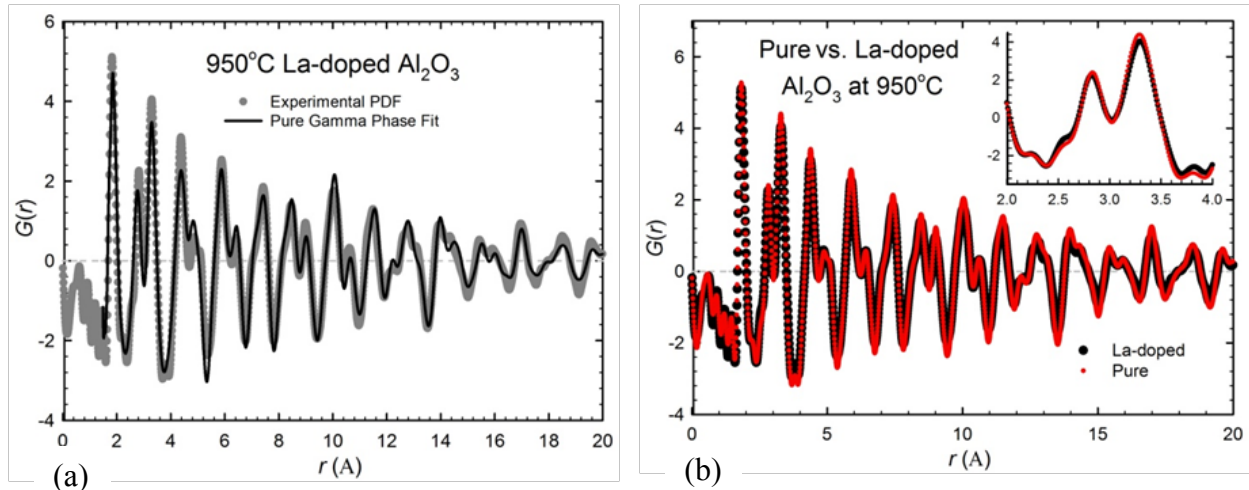 950°C La-doped Al₂O₃
Experimental PDF
Pure Gamma Phase Fit
G(r)
6
4
2
0
-2
-4
0 2 4 6 8 10 12 14 16 18 20
r (A)
(a)
Pure vs. La-doped
Al₂O₃ at 950°C
4
2
0
-2
2.0 2.5 3.0 3.5 4.0
La-doped
Pure
G(r)
6
4
2
0
-2
-4
0 5 10 15 20
r (A)
(b)